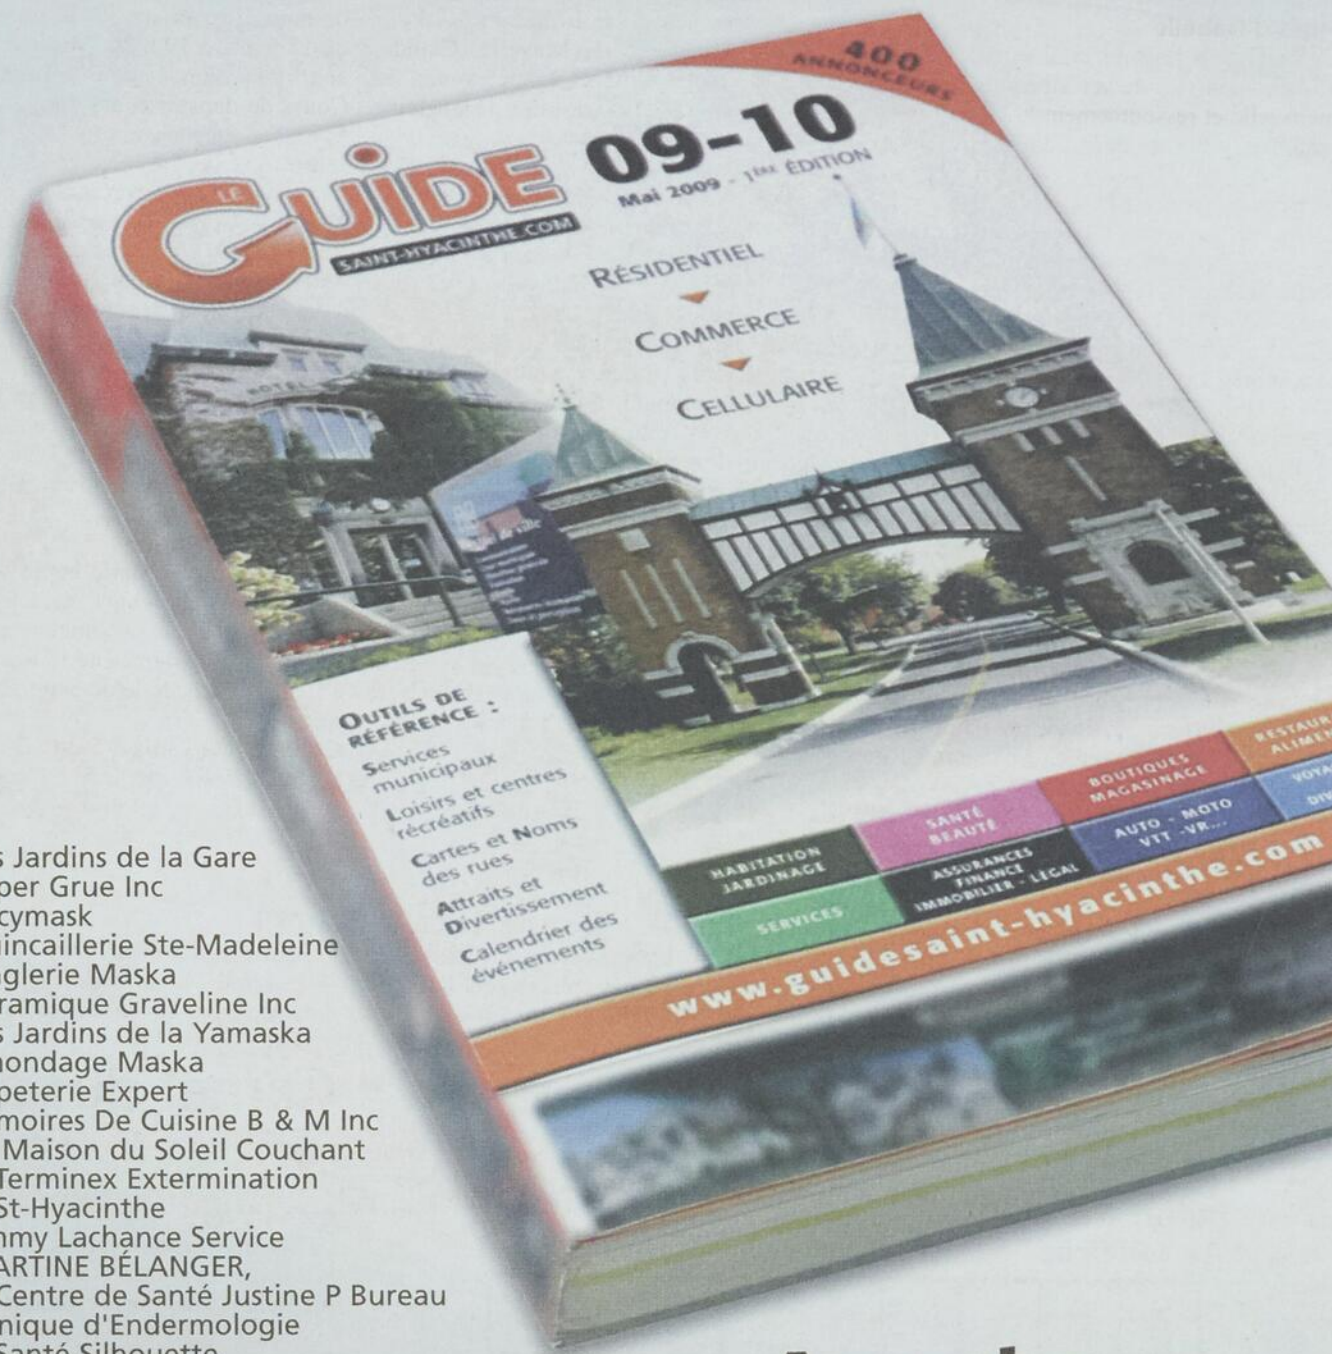 400
ANNONCEURS
LE
GUIDE
SAINT-HYACINTHE.COM
09-10
Mai 2009 - 1ÈRE ÉDITION
RÉSIDENTIEL
COMMERCE
CELLULAIRE
HÔTEL
OUTILS DE
RÉFÉRENCE :
Services
municipaux
Loisirs et centres
récréatifs
Cartes et Noms
des rues
Attraits et
Divertissement
Calendrier des
événements
HABITATION
JARDINAGE
SANTÉ
BEAUTÉ
BOUTIQUES
MAGASINAGE
SERVICES
ASSURANCES
FINANCE
IMMOBILIER - LÉGAL
AUTO - MOTO
VTT -VR...
www.guidesaint-hyacinthe.com
s Jardins de la Gare
per Grue Inc
cymask
incaillerie Ste-Madeleine
glerie Maska
ramique Graveline Inc
s Jardins de la Yamaska
ondage Maska
peterie Expert
moires De Cuisine B & M Inc
Maison du Soleil Couchant
Terminex Extermination
St-Hyacinthe
mmy Lachance Service
ARTINE BÉLANGER,
Centre de Santé Justine P Bureau
nique d'Endermologie
Santé Silhouette